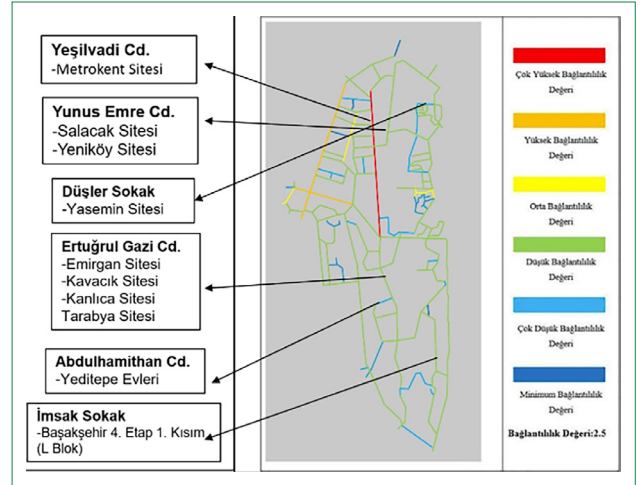 Yeşilvadi Cd.
-Metrokent Sitesi
Yunus Emre Cd.
-Salacak Sitesi
-Yeniköy Sitesi
Düşler Sokak
-Yasemin Sitesi
Ertuğrul Gazi Cd.
-Emirgan Sitesi
-Kavacık Sitesi
-Kanlıca Sitesi
Tarabya Sitesi
Abdulhamithan Cd.
-Yeditepe Evleri
İmsak Sokak
-Başakşehir 4. Etap 1. Kısım
(L Blok)
Çok Yüksek Bağlantılılık
Değeri
Yüksek Bağlantılılık
Değeri
Orta Bağlantılılık
Değeri
Düşük Bağlantılılık
Değeri
Çok Düşük Bağlantılılık
Değeri
Minimum Bağlantılılık
Değeri
Bağlantılılık Değeri:2.5